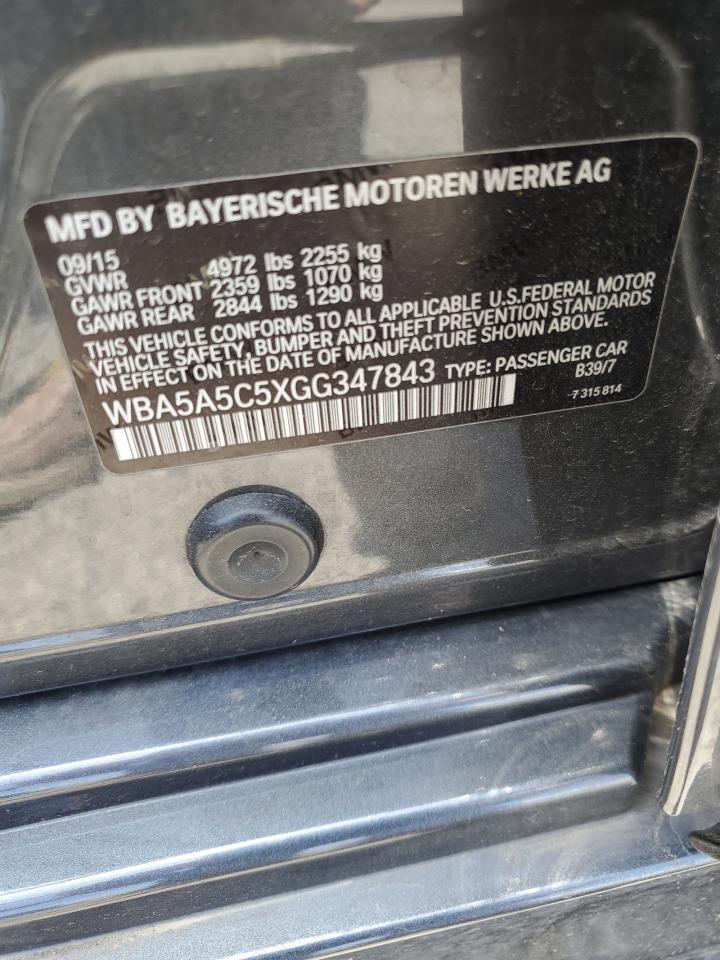 MFD BY BAYERISCHE MOTOREN WERKE AG
09/15
GVWR 4972 lbs 2255 kg
GAWR FRONT 2359 lbs 1070 kg
GAWR REAR 2844 lbs 1290 kg
THIS VEHICLE CONFORMS TO ALL APPLICABLE U.S.FEDERAL MOTOR
VEHICLE SAFETY, BUMPER AND THEFT PREVENTION STANDARDS
IN EFFECT ON THE DATE OF MANUFACTURE SHOWN ABOVE.
WBA5A5C5XGG347843 TYPE: PASSENGER CAR
B39/7
7 315 814